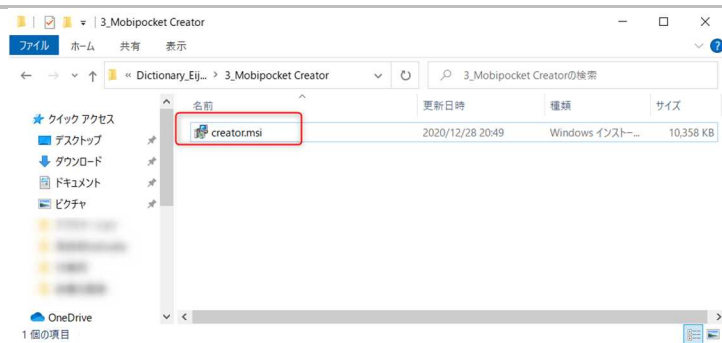 3_Mobipocket Creator
ファイル ホーム 共有 表示
« Dictionary_Eij... > 3_Mobipocket Creator
3_Mobipocket Creatorの検索
名前 更新日時 種類 サイズ
creator.msi 2020/12/28 20:49 Windows インストー... 10,358 KB
クイック アクセス
デスクトップ
ダウンロード
ドキュメント
ピクチャ
OneDrive
1 個の項目